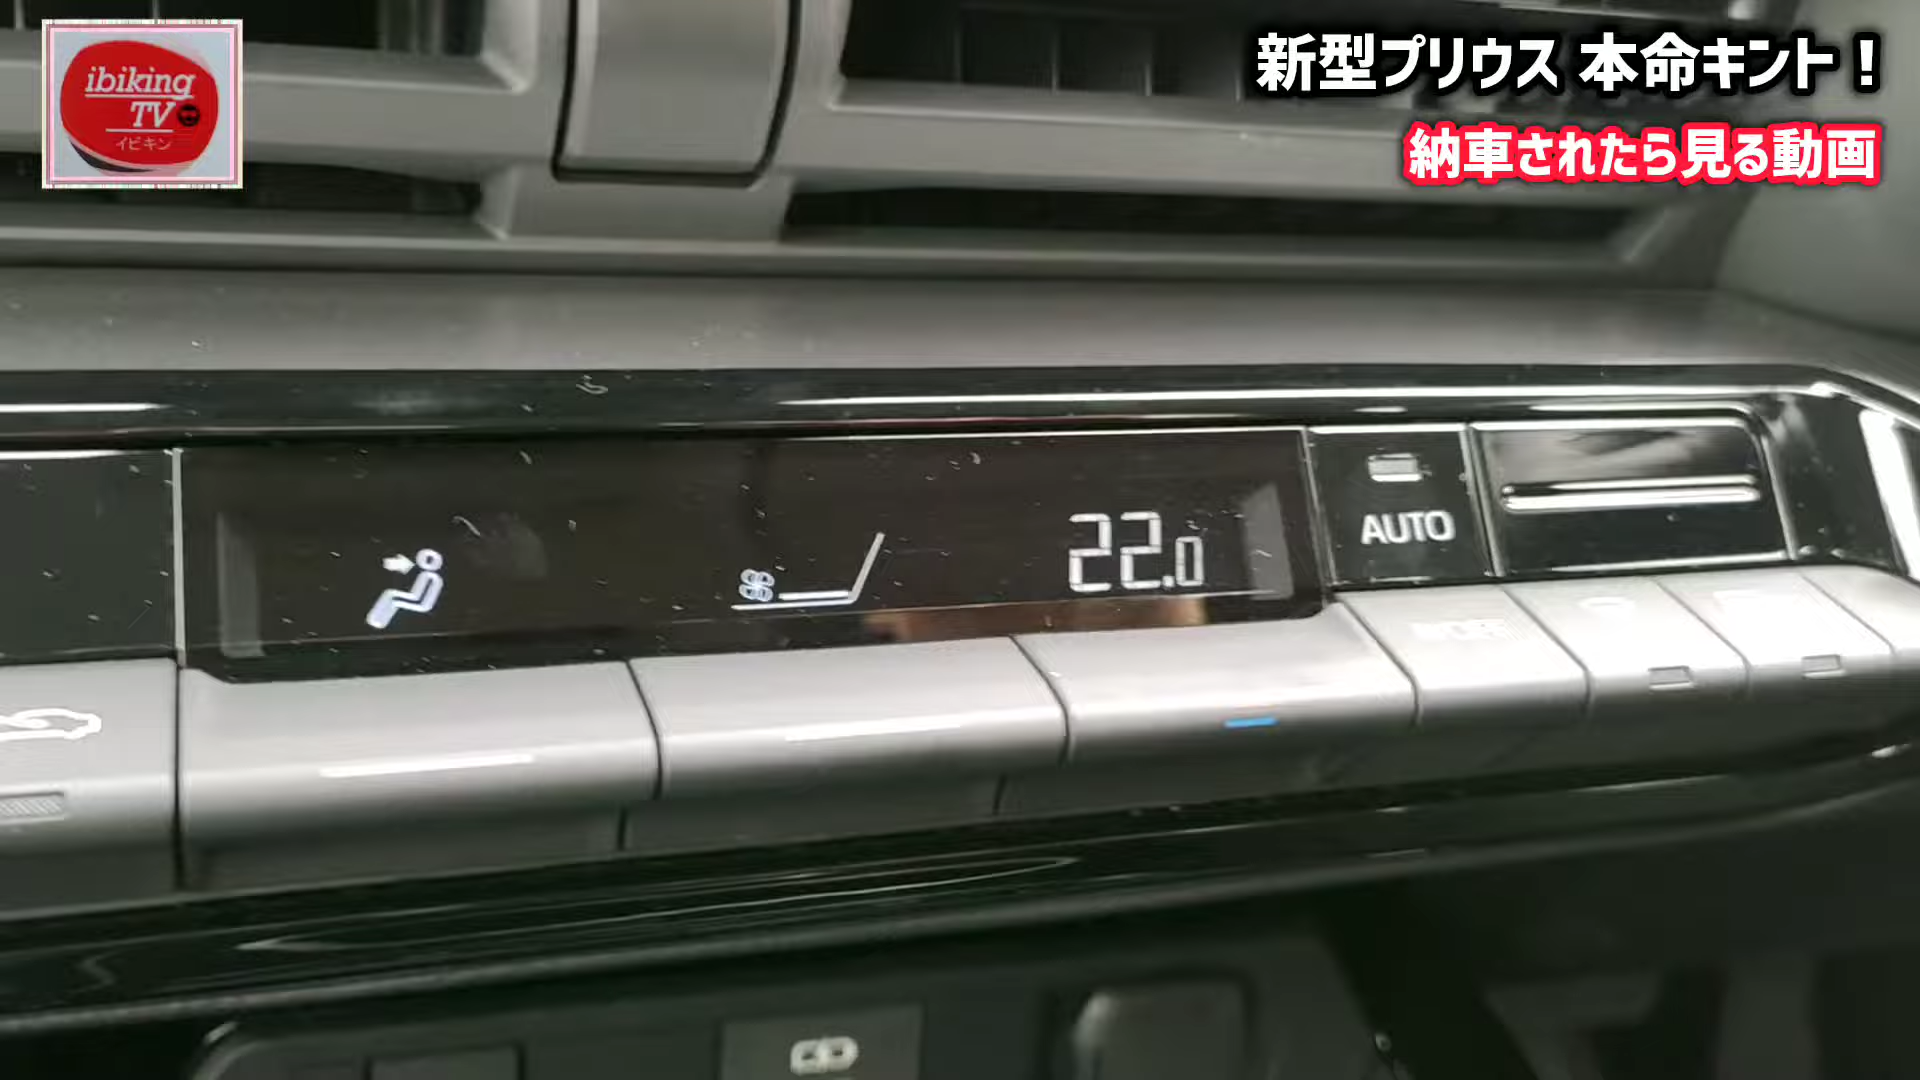 ibiking
TV
イビキン
新型プリウス 本命キント！
納車されたら見る動画
22.0
AUTO